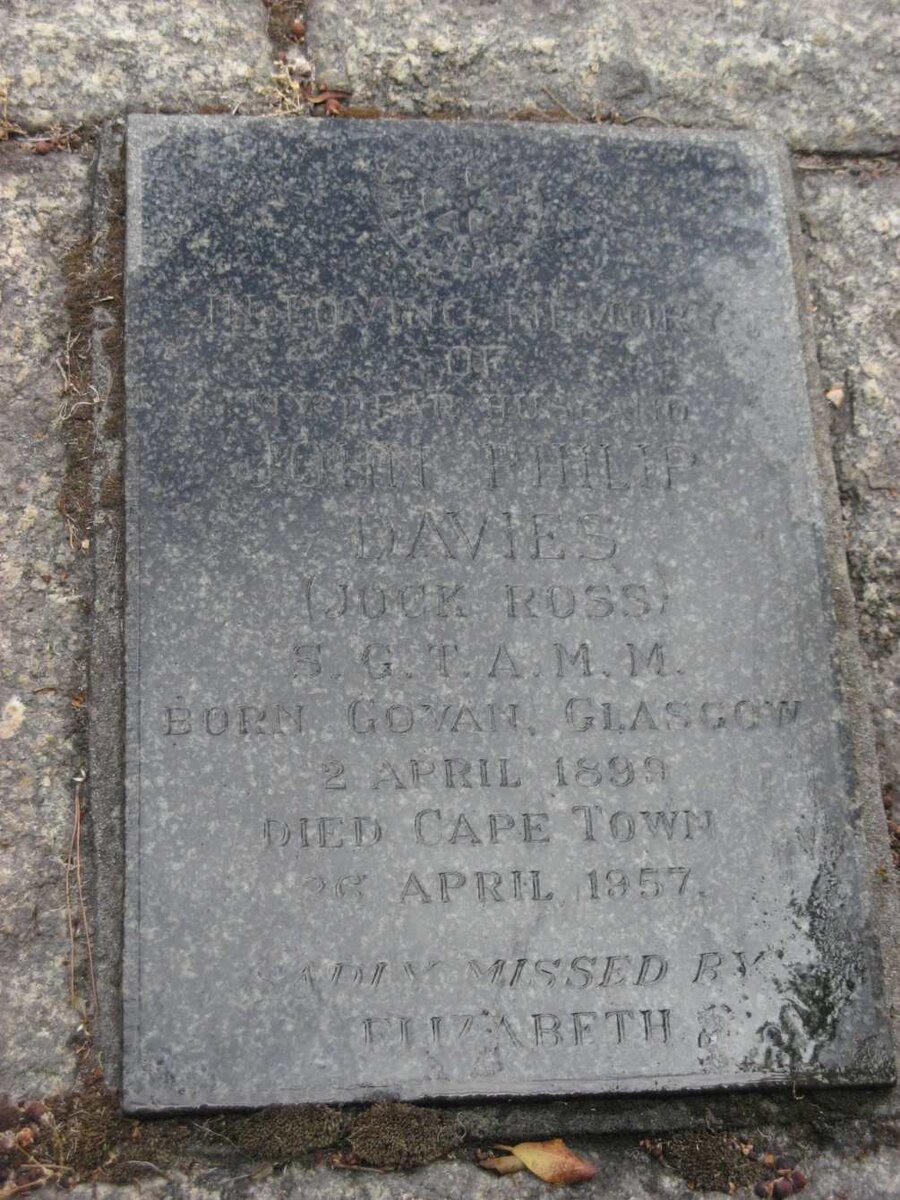 IN LOVING MEMORY
OF
MY DEAR HUSBAND
JOHN PHILIP
DAVIES
(JOCK ROSS)
S.G.T.A.M.M.
BORN GOVAN, GLASGOW
2 APRIL 1899
DIED CAPE TOWN
26 APRIL 1957.
SADLY MISSED BY
ELIZABETH